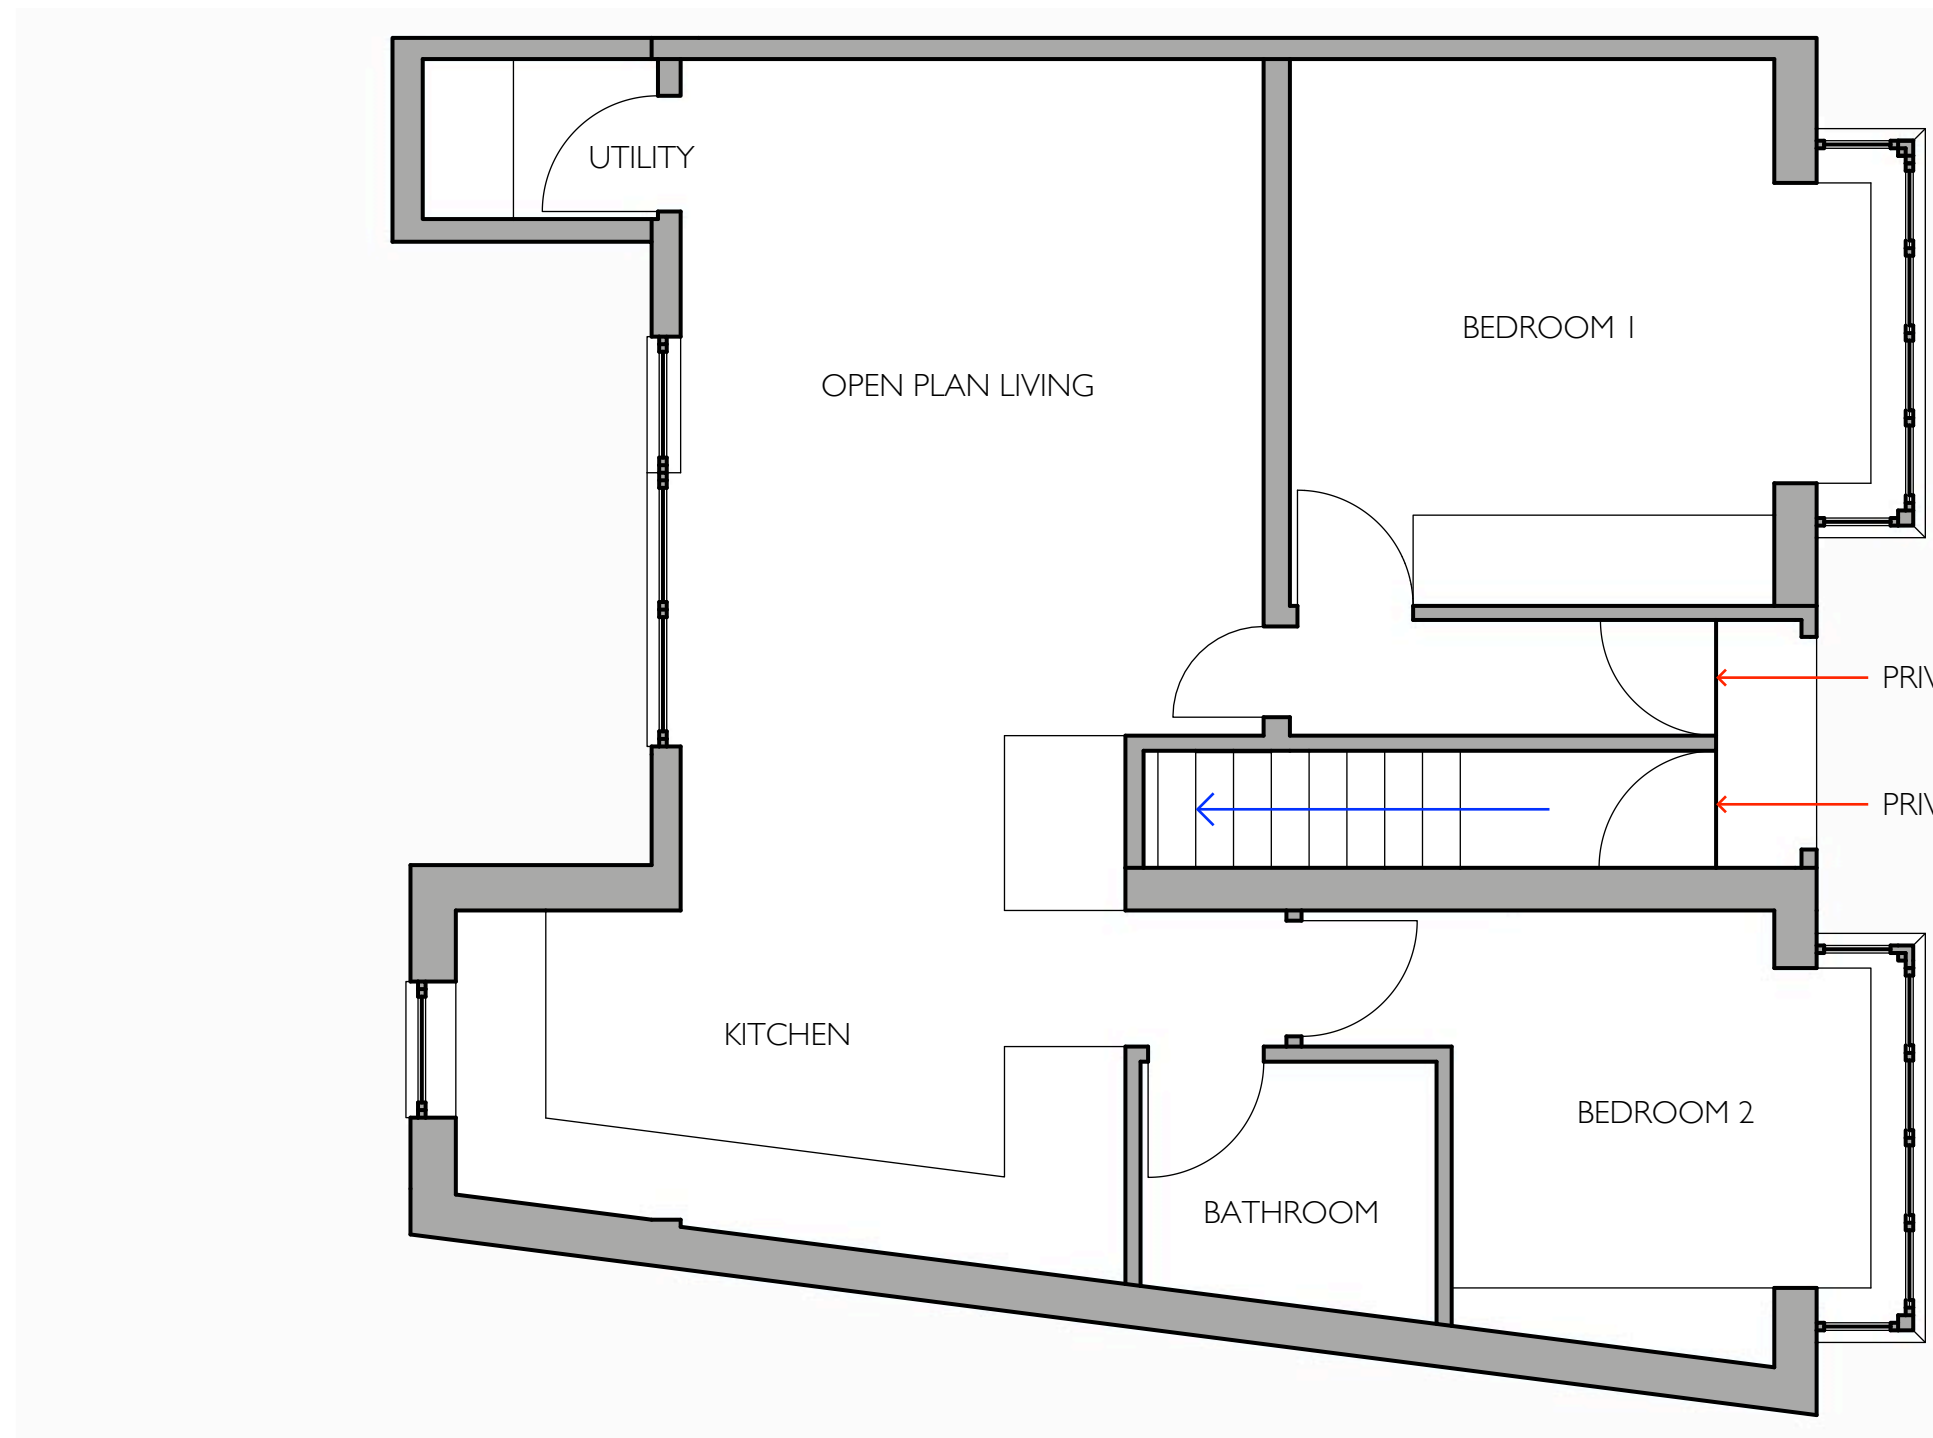 UTILITY
BEDROOM 1
OPEN PLAN LIVING
KITCHEN
BEDROOM 2
BATHROOM